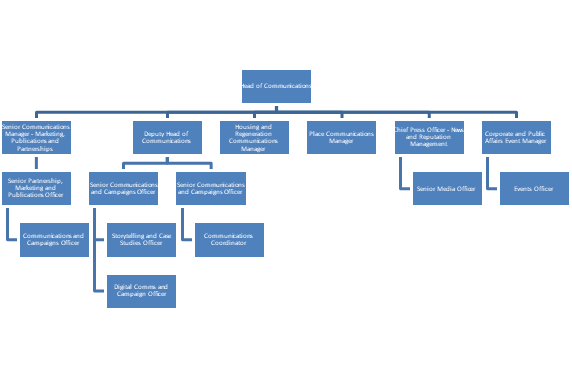 Head of Communications
Senior Communications
Manager - Marketing,
Publications and
Partnerships
Deputy Head of
Communications
Housing and
Regeneration
Communications
Manager
Place Communications
Manager
Chief Press Officer - News
and Reputation
Management
Corporate and Public
Affairs Event Manager
Senior Partnership,
Marketing and
Publications Officer
Senior Communications
and Campaigns Officer
Senior Communications
and Campaigns Officer
Senior Media Officer
Events Officer
Communications and
Campaigns Officer
Storytelling and Case
Studies Officer
Communications
Coordinator
Digital Comms and
Campaign Officer